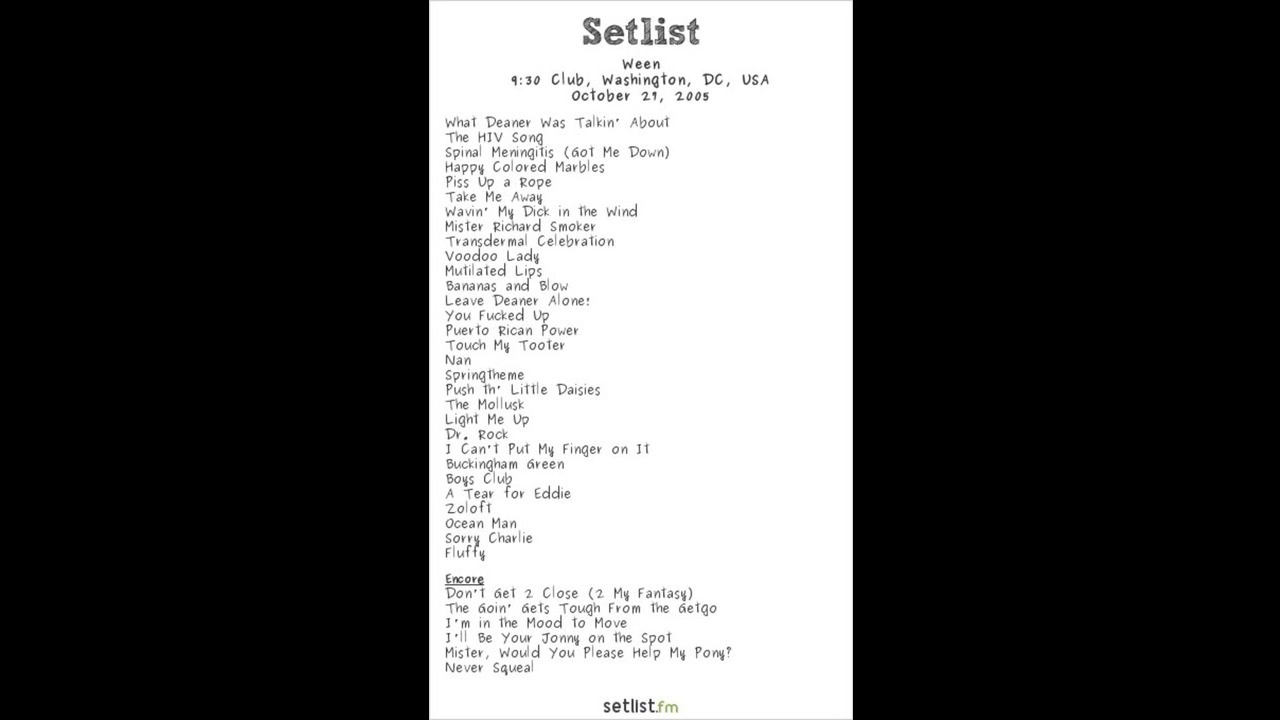 Setlist
Ween
9:30 Club, Washington, DC, USA
October 29, 2005
What Deaner Was Talkin' About
The HIV Song
Spinal Meningitis (Got Me Down)
Happy Colored Marbles
Piss Up a Rope
Take Me Away
Wavin' My Dick in the Wind
Mister Richard Smoker
Transdermal Celebration
Voodoo Lady
Mutilated Lips
Bananas and Blow
Leave Deaner Alone!
You Fucked Up
Puerto Rican Power
Touch My Tooter
Nan
Springtheme
Push th' Little Daisies
The Mollusk
Light Me Up
Dr. Rock
I Can't Put My Finger on It
Buckingham Green
Boys Club
A Tear for Eddie
Zoloft
Ocean Man
Sorry Charlie
Fluffy
Encore
Don't Get 2 Close (2 My Fantasy)
The Goin' Gets Tough From the Getgo
I'm in the Mood to Move
I'll Be Your Jonny on the Spot
Mister, Would You Please Help My Pony?
Never Squeal
setlist.fm